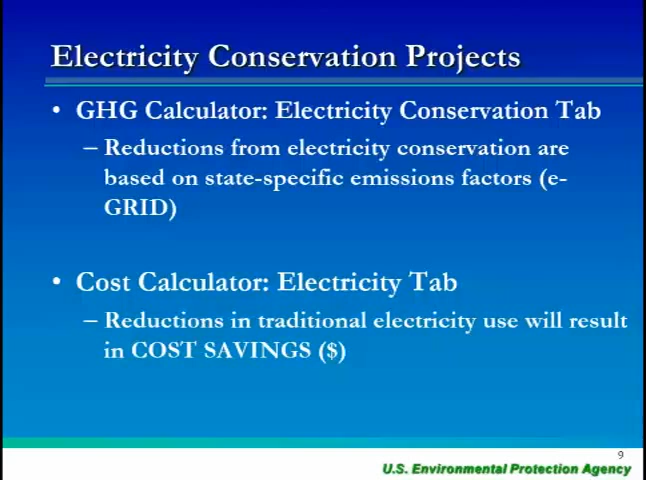 Electricity Conservation Projects
• GHG Calculator: Electricity Conservation Tab
– Reductions from electricity conservation are
based on state-specific emissions factors (e-
GRID)
• Cost Calculator: Electricity Tab
– Reductions in traditional electricity use will result
in COST SAVINGS ($)
9
U.S. Environmental Protection Agency